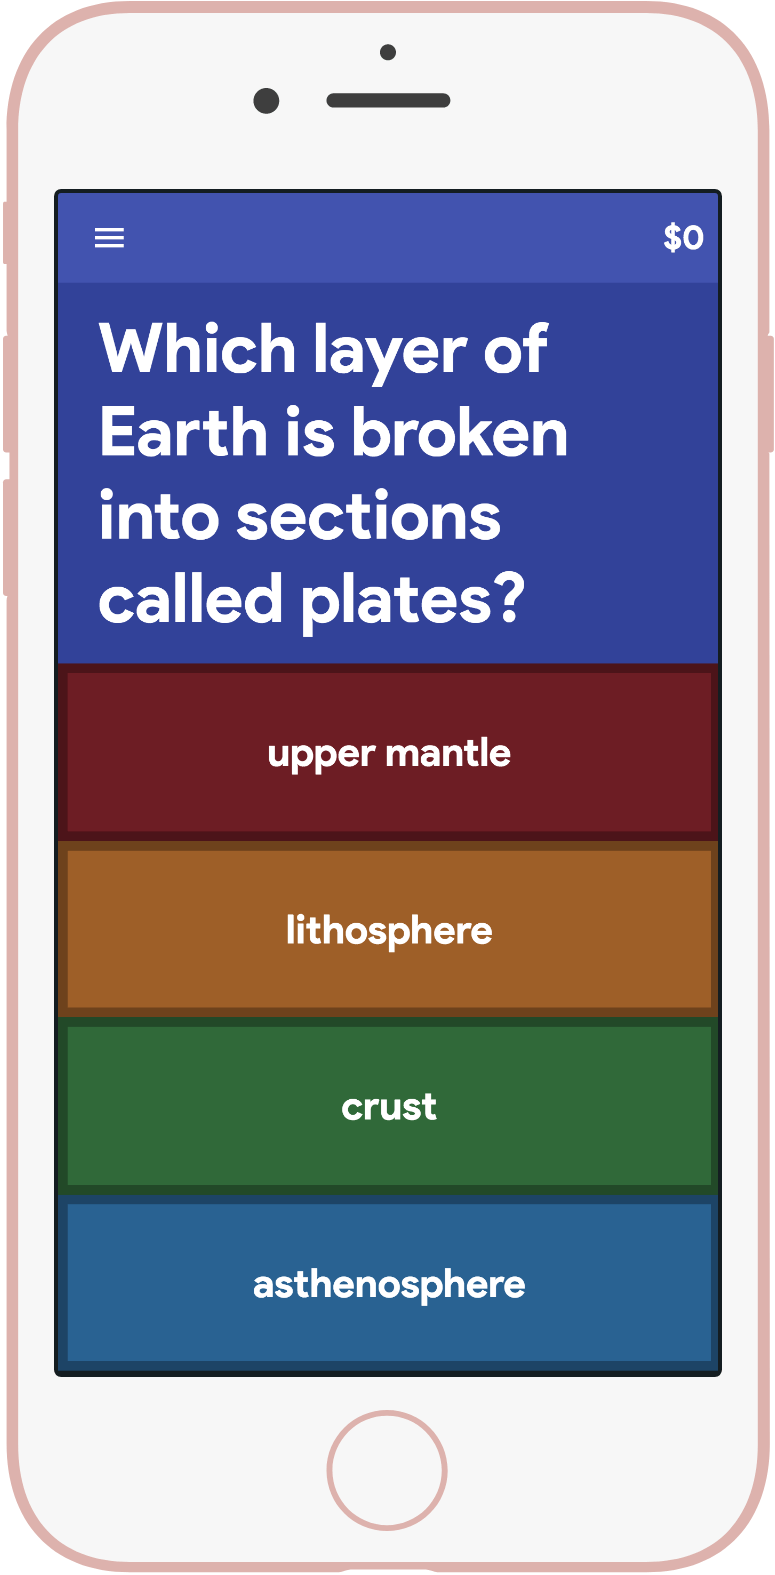 $0
Which layer of
Earth is broken
into sections
called plates?
upper mantle
lithosphere
crust
asthenosphere